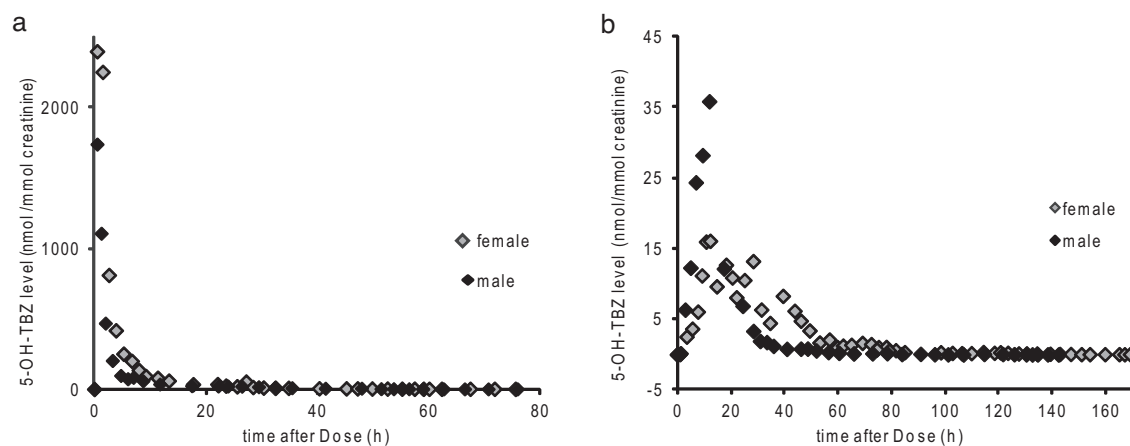 a
5-OH-TBZ level (nmol/mmol creatinine)
2000
1000
0
0 20 40 60 80
time after Dose (h)
female
male
b
5-OH-TBZ level (nmol/mmol creatinine)
45
35
25
15
5
-5
0 20 40 60 80 100 120 140 160
time after Dose (h)
female
male